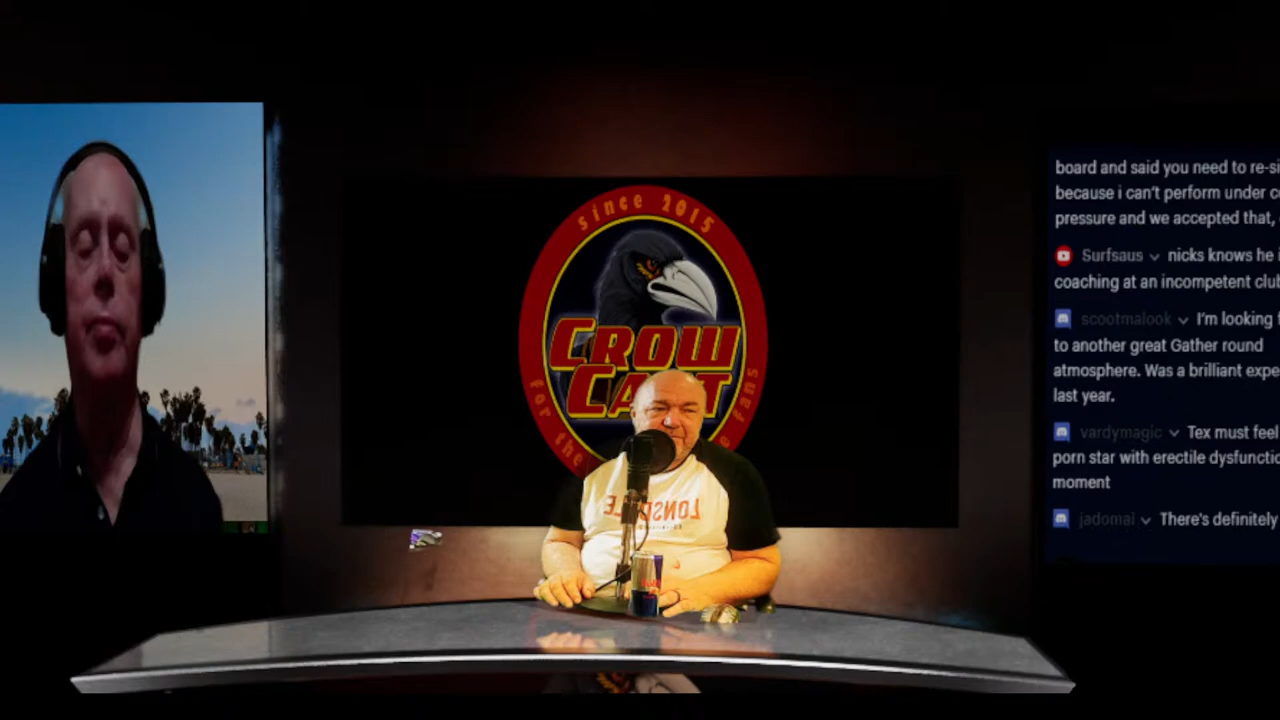 since 2015
CROW
CAST
for the
fans
LONSDALE
board and said you need to re-si
because i can't perform under c
pressure and we accepted that,
Surfsaus nicks knows he i
coaching at an incompetent club
scootmalook I'm looking f
to another great Gather round
atmosphere. Was a brilliant expe
last year.
vardymagic Tex must feel
porn star with erectile dysfunctio
moment
jadomai There's definitely